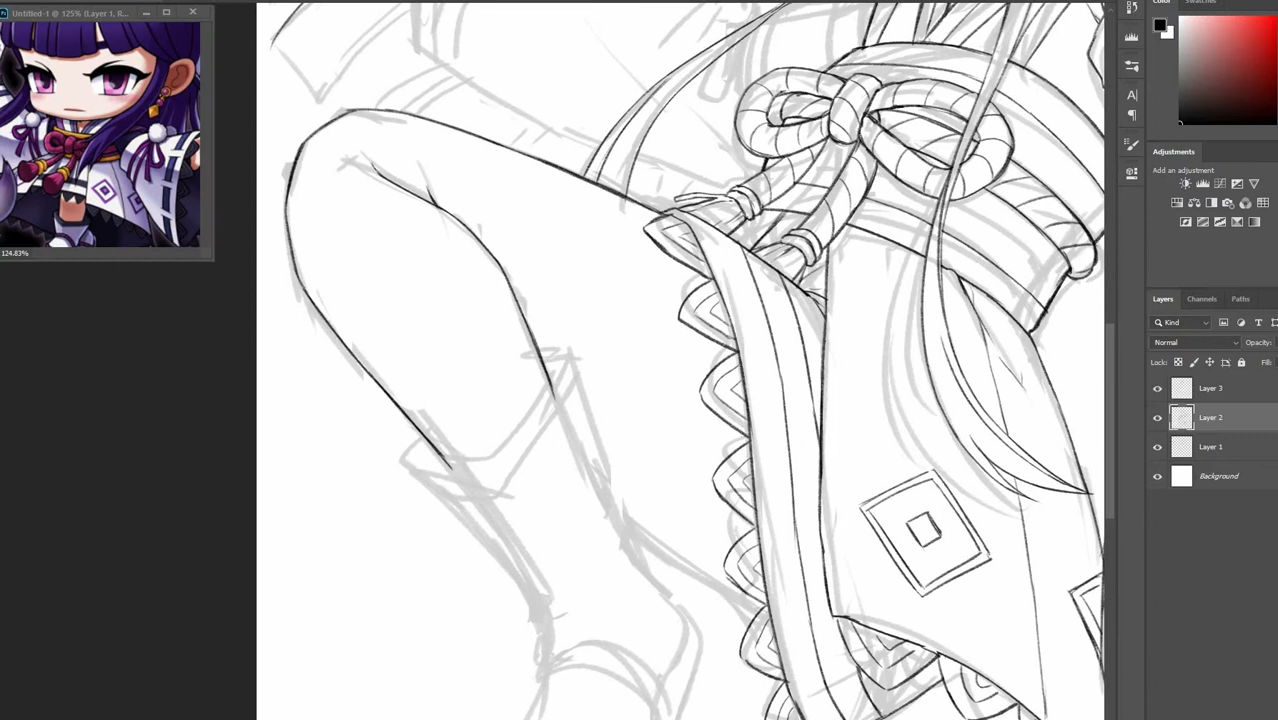 Untitled-1 @ 125% (Layer 1, R...
124.83%
Color
Swatches
Adjustments
Add an adjustment
Layers
Channels
Paths
Kind
Normal
Opacity:
Lock:
Fill:
Layer 3
Layer 2
Layer 1
Background